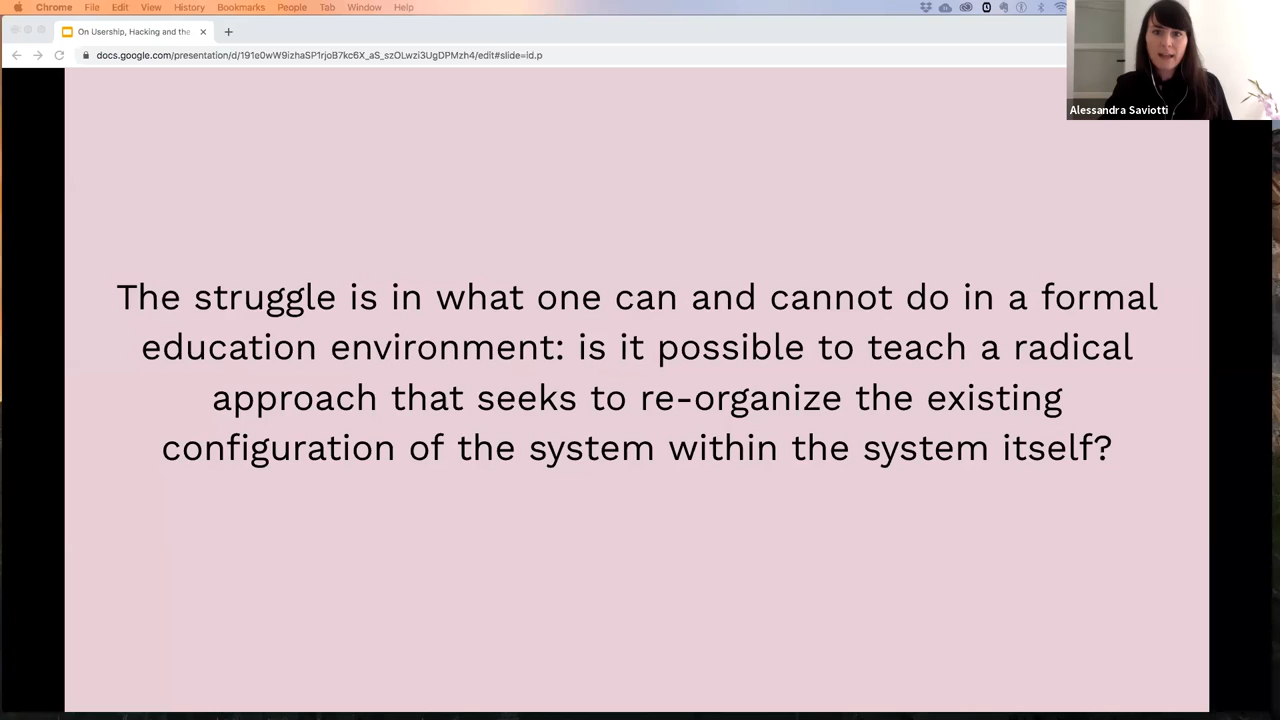 Chrome File Edit View History Bookmarks People Tab Window Help
On Usership, Hacking and the
docs.google.com/presentation/d/191e0wW9izhaSP1rjoB7kc6X_aS_szOLwzi3UgDPMzh4/edit#slide=id.p
Alessandra Saviotti
The struggle is in what one can and cannot do in a formal
education environment: is it possible to teach a radical
approach that seeks to re-organize the existing
configuration of the system within the system itself?